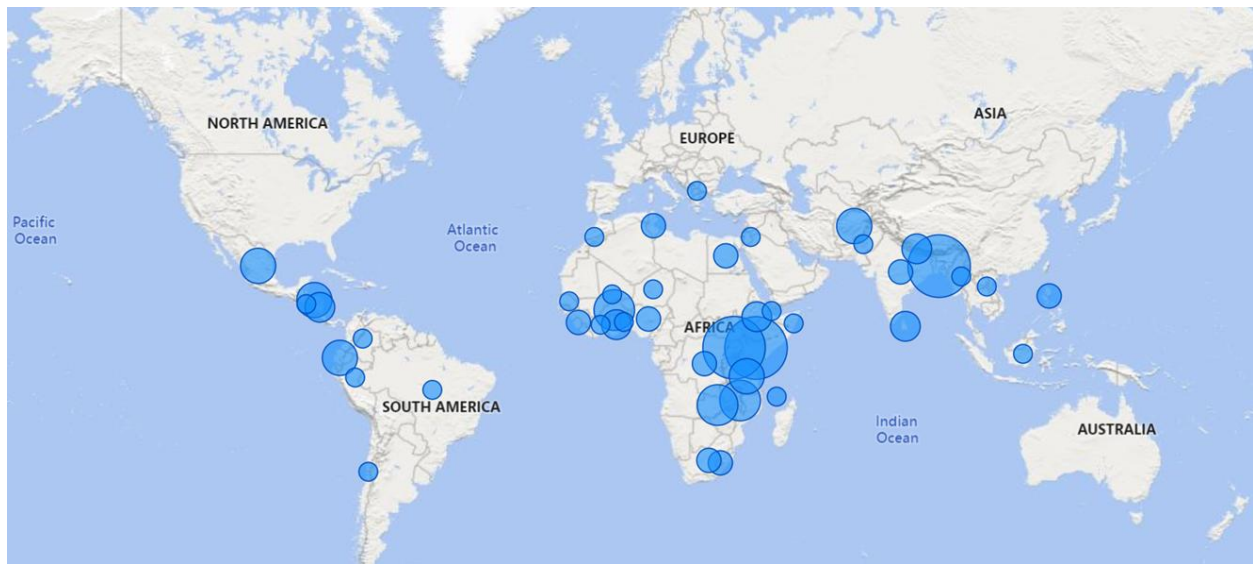 NORTH AMERICA
ASIA
EUROPE
Pacific
Ocean
Atlantic
Ocean
AFRICA
SOUTH AMERICA
Indian
Ocean
AUSTRALIA